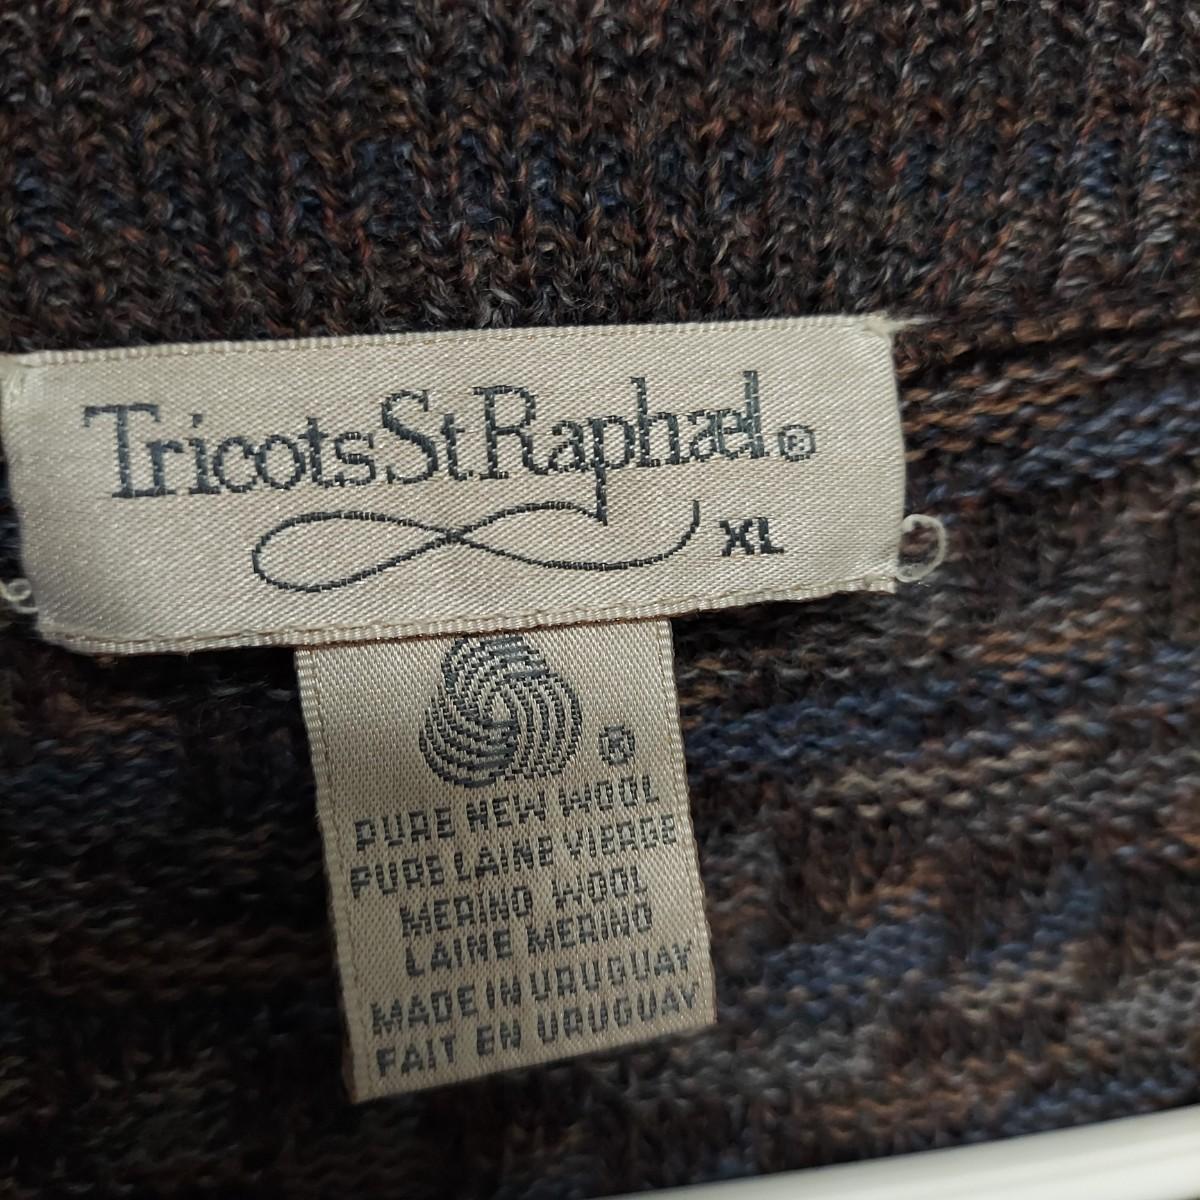 Tricots St Raphæl ®
XL
®
PURE NEW WOOL
PURE LAINE VIERGE
MERINO WOOL
LAINE MERINO
MADE IN URUGUAY
FAIT EN URUGUAY